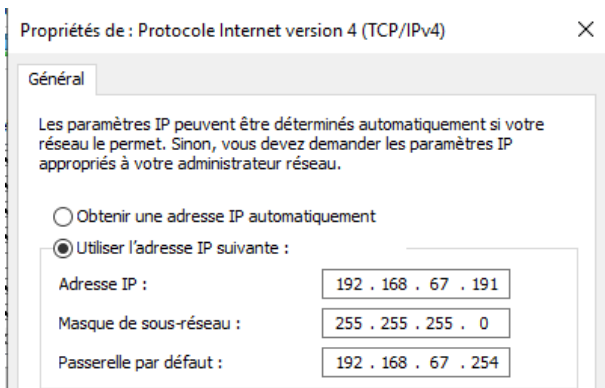 Propriétés de : Protocole Internet version 4 (TCP/IPv4)
Général
Les paramètres IP peuvent être déterminés automatiquement si votre
réseau le permet. Sinon, vous devez demander les paramètres IP
appropriés à votre administrateur réseau.
Obtenir une adresse IP automatiquement
Utiliser l'adresse IP suivante :
Adresse IP : 192 . 168 . 67 . 191
Masque de sous-réseau : 255 . 255 . 255 . 0
Passerelle par défaut : 192 . 168 . 67 . 254